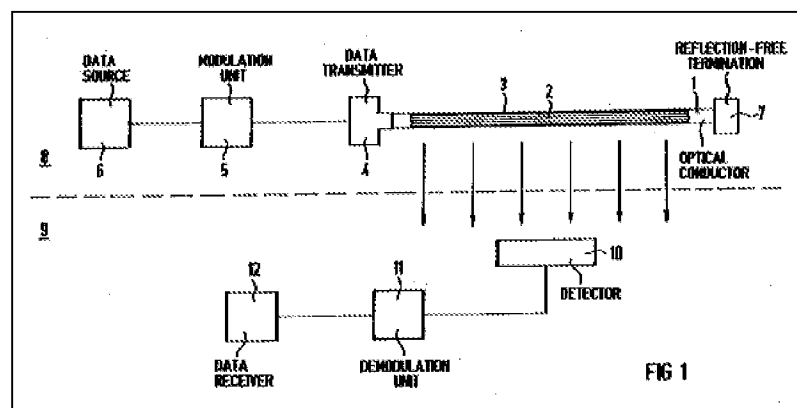 DATA
SOURCE
6
MODULATION
UNIT
5
DATA
TRANSMITTER
4
3
2
REFLECTION-FREE
TERMINATION
1
7
OPTICAL
CONDUCTOR
8
9
10
DETECTOR
11
DEMODULATION
UNIT
12
DATA
RECEIVER
FIG 1